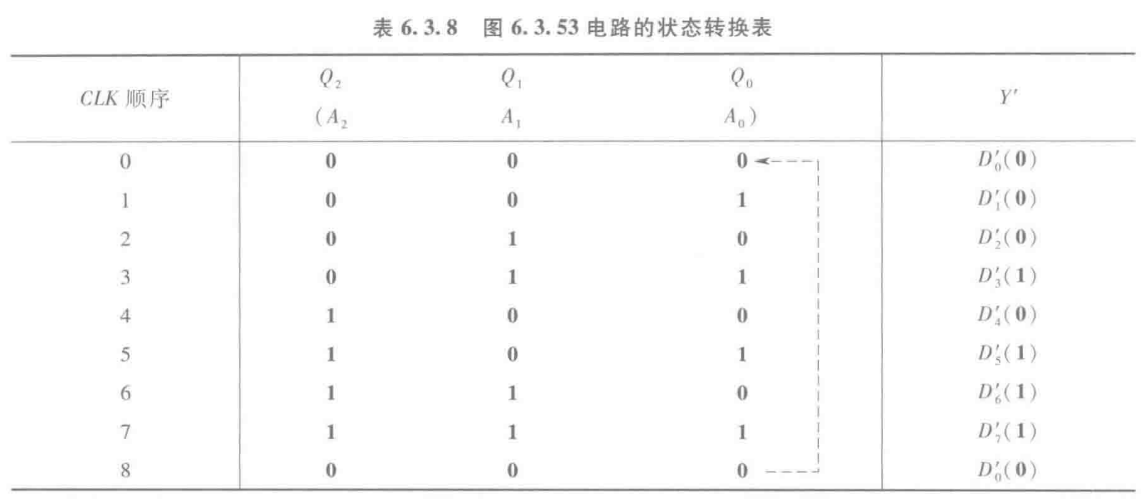 表 6.3.8 图 6.3.53 电路的状态转换表
CLK 顺序 Q₂ Q₁ Q₀ Y′
(A₂ A₁ A₀)
0 0 0 0 D′₀(0)
1 0 0 1 D′₁(0)
2 0 1 0 D′₂(0)
3 0 1 1 D′₃(1)
4 1 0 0 D′₄(0)
5 1 0 1 D′₅(1)
6 1 1 0 D′₆(1)
7 1 1 1 D′₇(1)
8 0 0 0 D′₀(0)